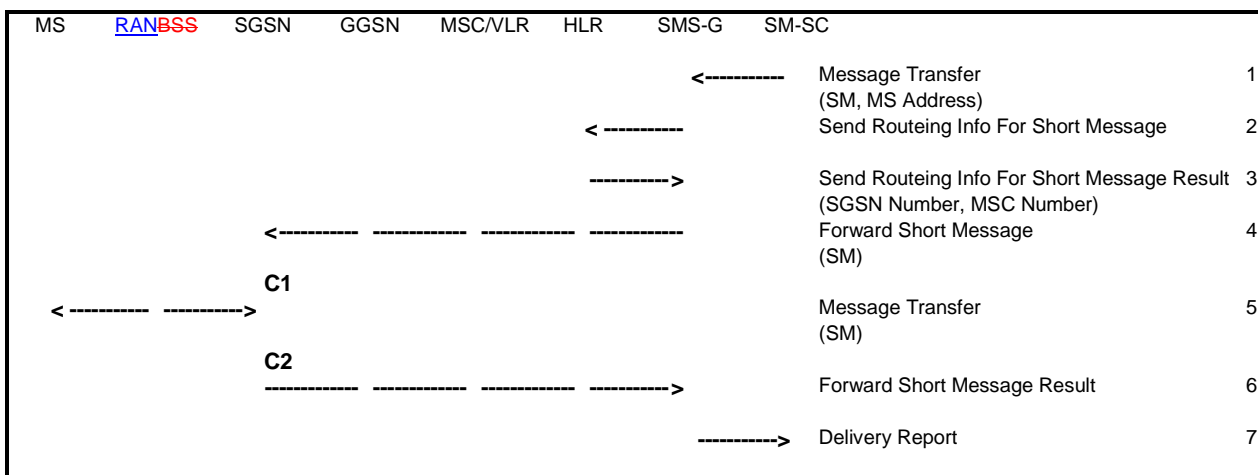 MS RANBSS SGSN GGSN MSC/VLR HLR SMS-G SM-SC
Message Transfer 1
(SM, MS Address)
Send Routeing Info For Short Message 2
Send Routeing Info For Short Message Result 3
(SGSN Number, MSC Number)
Forward Short Message 4
(SM)
C1
Message Transfer 5
(SM)
C2
Forward Short Message Result 6
Delivery Report 7